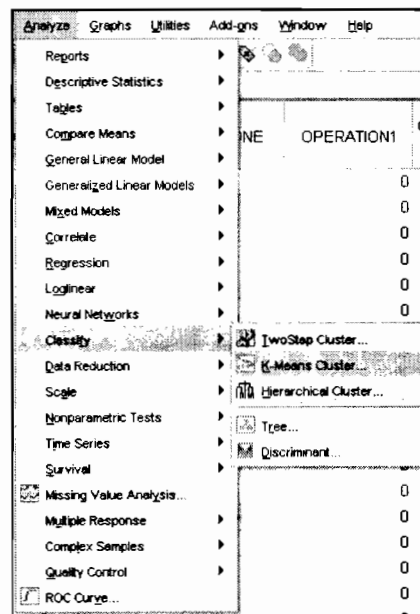 Analyze Graphs Utilities Add-ons Window Help
Reports
Descriptive Statistics
Tables
Compare Means
NE OPERATION1
General Linear Model
Generalized Linear Models
0
Mixed Models
0
Correlate
0
Regression
0
Loglinear
0
Neural Networks
0
Classify
TwoStep Cluster...
Data Reduction
K-Means Cluster...
Scale
Hierarchical Cluster...
Nonparametric Tests
Tree...
Time Series
Discriminant...
Survival
Missing Value Analysis...
0
Multiple Response
0
Complex Samples
0
Quality Control
0
ROC Curve...
0